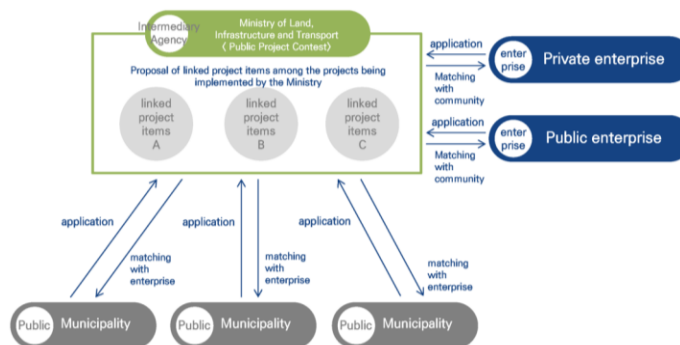 Intermediary
Agency
Ministry of Land,
Infrastructure and Transport
( Public Project Contest)
Proposal of linked project items among the projects being
implemented by the Ministry
linked
project
items
A
linked
project
items
B
linked
project
items
C
application
Matching
with
community
enter
prise
Private enterprise
application
Matching
with
community
enter
prise
Public enterprise
application
matching
with
enterprise
application
matching
with
enterprise
application
matching
with
enterprise
Public
Municipality
Public
Municipality
Public
Municipality